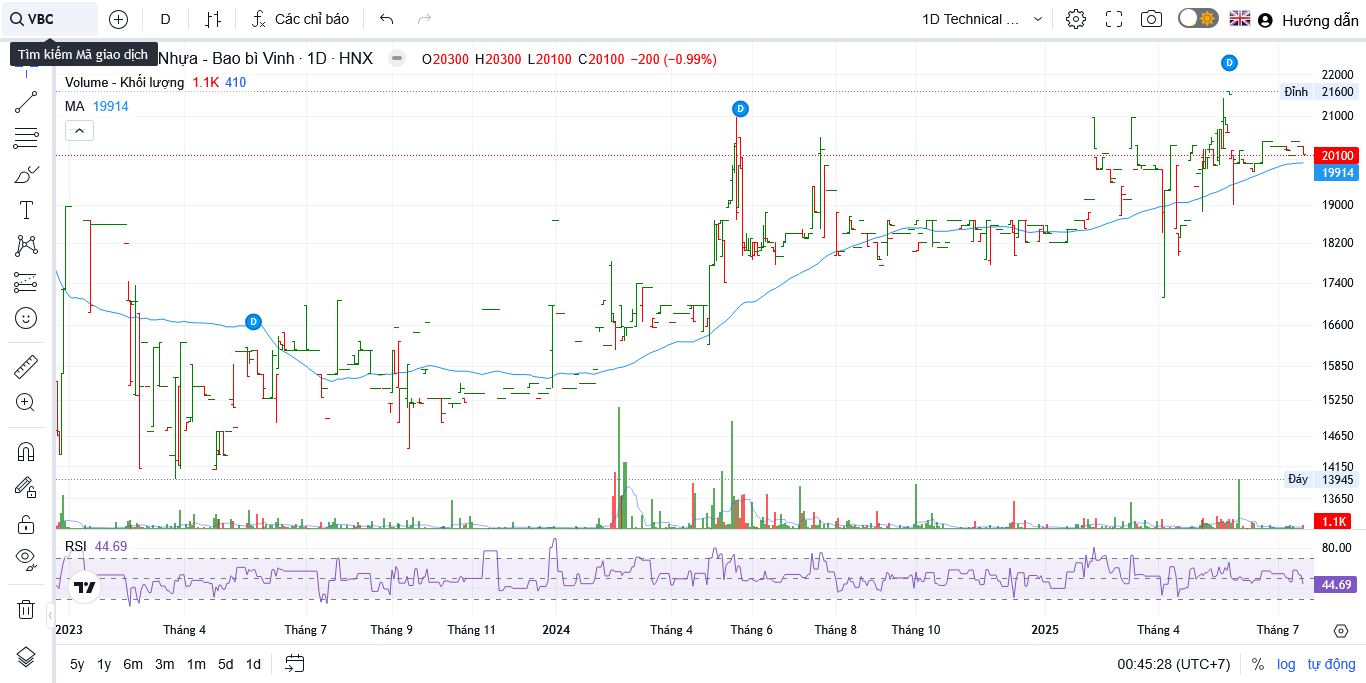 VBC D Các chỉ báo 1D Technical ... Hướng dẫn
Tìm kiếm Mã giao dịch
Nhựa - Bao bì Vinh · 1D · HNX O20300 H20300 L20100 C20100 −200 (−0.99%)
Volume - Khối lượng 1.1K 410
MA 19914
D
D
D
22000
Đỉnh 21600
21000
20100
19914
19000
18200
17400
16600
15850
15250
14650
14150
Đáy 13945
13650
1.1K
RSI 44.69
80.00
44.69
2023 Tháng 4 Tháng 7 Tháng 9 Tháng 11 2024 Tháng 4 Tháng 6 Tháng 8 Tháng 10 2025 Tháng 4 Tháng 7
5y 1y 6m 3m 1m 5d 1d 00:45:28 (UTC+7) % log tự động